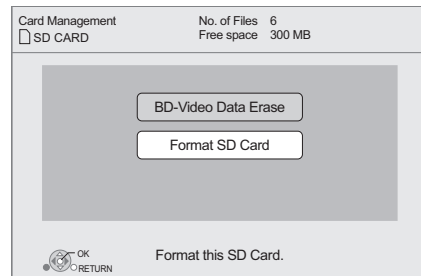 Card Management
SD CARD
No. of Files 6
Free space 300 MB
BD-Video Data Erase
Format SD Card
OK
RETURN
Format this SD Card.